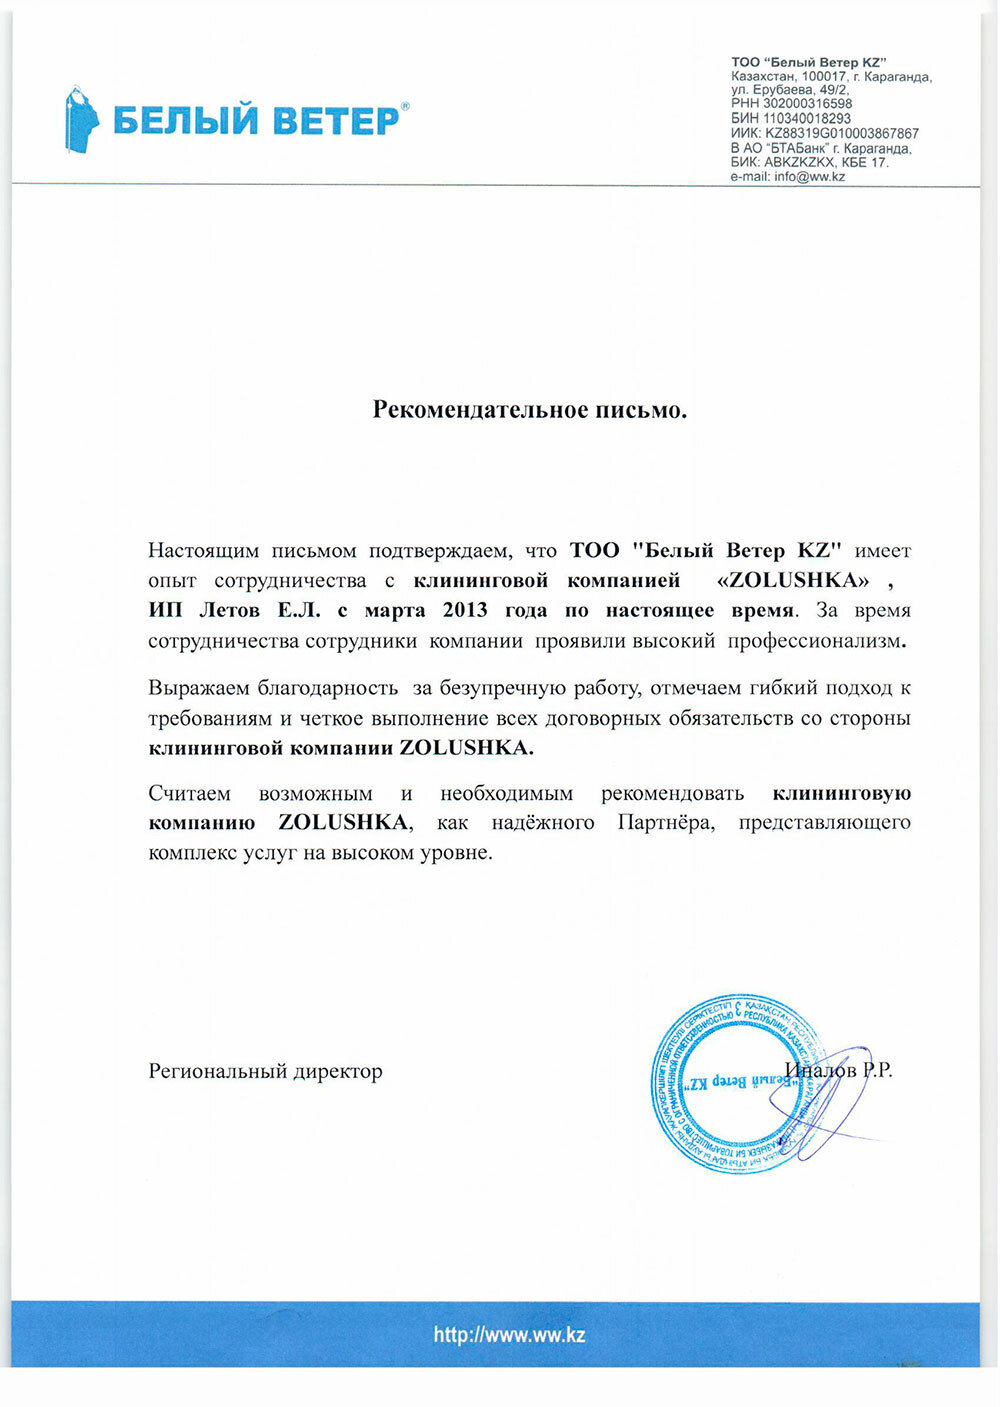 БЕЛЫЙ ВЕТЕР®
ТОО “Белый Ветер KZ”
Казахстан, 100017, г. Караганда,
ул. Ерубаева, 49/2,
РНН 302000316598
БИН 110340018293
ИИК: KZ88319G010003867867
В АО “БТАБанк” г. Караганда,
БИК: ABKZKZKX, КБЕ 17.
e-mail: info@ww.kz
Рекомендательное письмо.
Настоящим письмом подтверждаем, что ТОО "Белый Ветер KZ" имеет
опыт сотрудничества с клининговой компанией «ZOLUSHKA» ,
ИП Летов Е.Л. с марта 2013 года по настоящее время. За время
сотрудничества сотрудники компании проявили высокий профессионализм.
Выражаем благодарность за безупречную работу, отмечаем гибкий подход к
требованиям и четкое выполнение всех договорных обязательств со стороны
клининговой компании ZOLUSHKA.
Считаем возможным и необходимым рекомендовать клининговую
компанию ZOLUSHKA, как надёжного Партнёра, представляющего
комплекс услуг на высоком уровне.
Региональный директор
Иналов Р.Р.
"Белый Ветер KZ"
ТОВАРИЩЕСТВО С ОГРАНИЧЕННОЙ ОТВЕТСТВЕННОСТЬЮ
РЕСПУБЛИКА КАЗАХСТАН
http://www.ww.kz